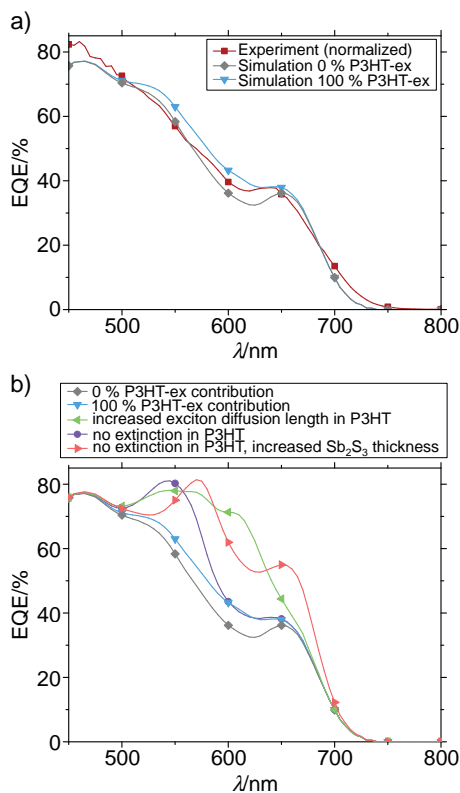 a)
Experiment (normalized)
Simulation 0 % P3HT-ex
Simulation 100 % P3HT-ex
EQE/%
80
60
40
20
0
500 600 700 800
λ/nm
b)
0 % P3HT-ex contribution
100 % P3HT-ex contribution
increased exciton diffusion length in P3HT
no extinction in P3HT
no extinction in P3HT, increased Sb₂S₃ thickness
EQE/%
80
60
40
20
0
500 600 700 800
λ/nm